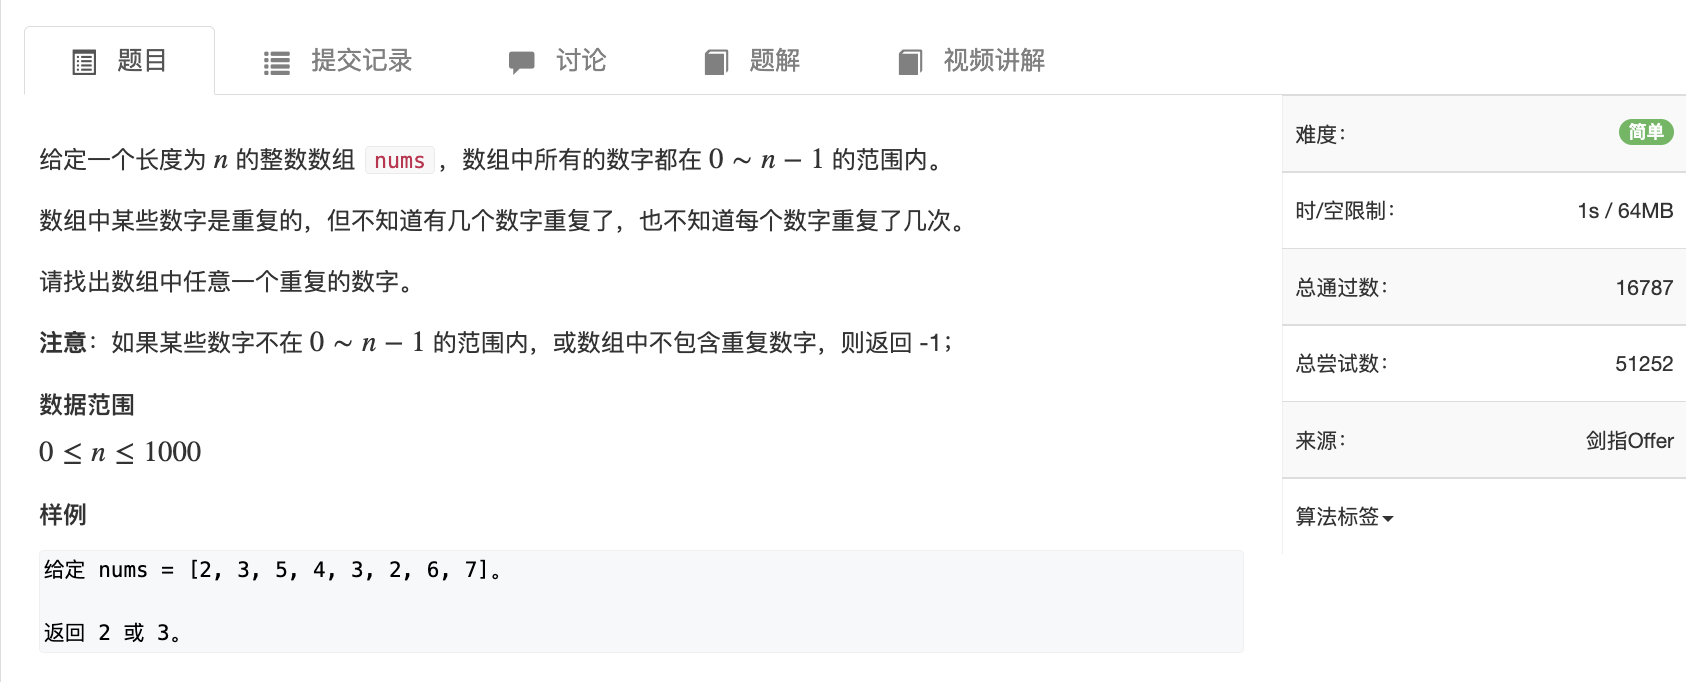 题目 提交记录 讨论 题解 视频讲解
给定一个长度为 n 的整数数组 nums ，数组中所有的数字都在 0 ∼ n − 1 的范围内。
数组中某些数字是重复的，但不知道有几个数字重复了，也不知道每个数字重复了几次。
请找出数组中任意一个重复的数字。
注意：如果某些数字不在 0 ∼ n − 1 的范围内，或数组中不包含重复数字，则返回 -1；
数据范围
0 ≤ n ≤ 1000
样例
给定 nums = [2, 3, 5, 4, 3, 2, 6, 7]。
返回 2 或 3。
难度： 简单
时/空限制： 1s / 64MB
总通过数： 16787
总尝试数： 51252
来源： 剑指Offer
算法标签